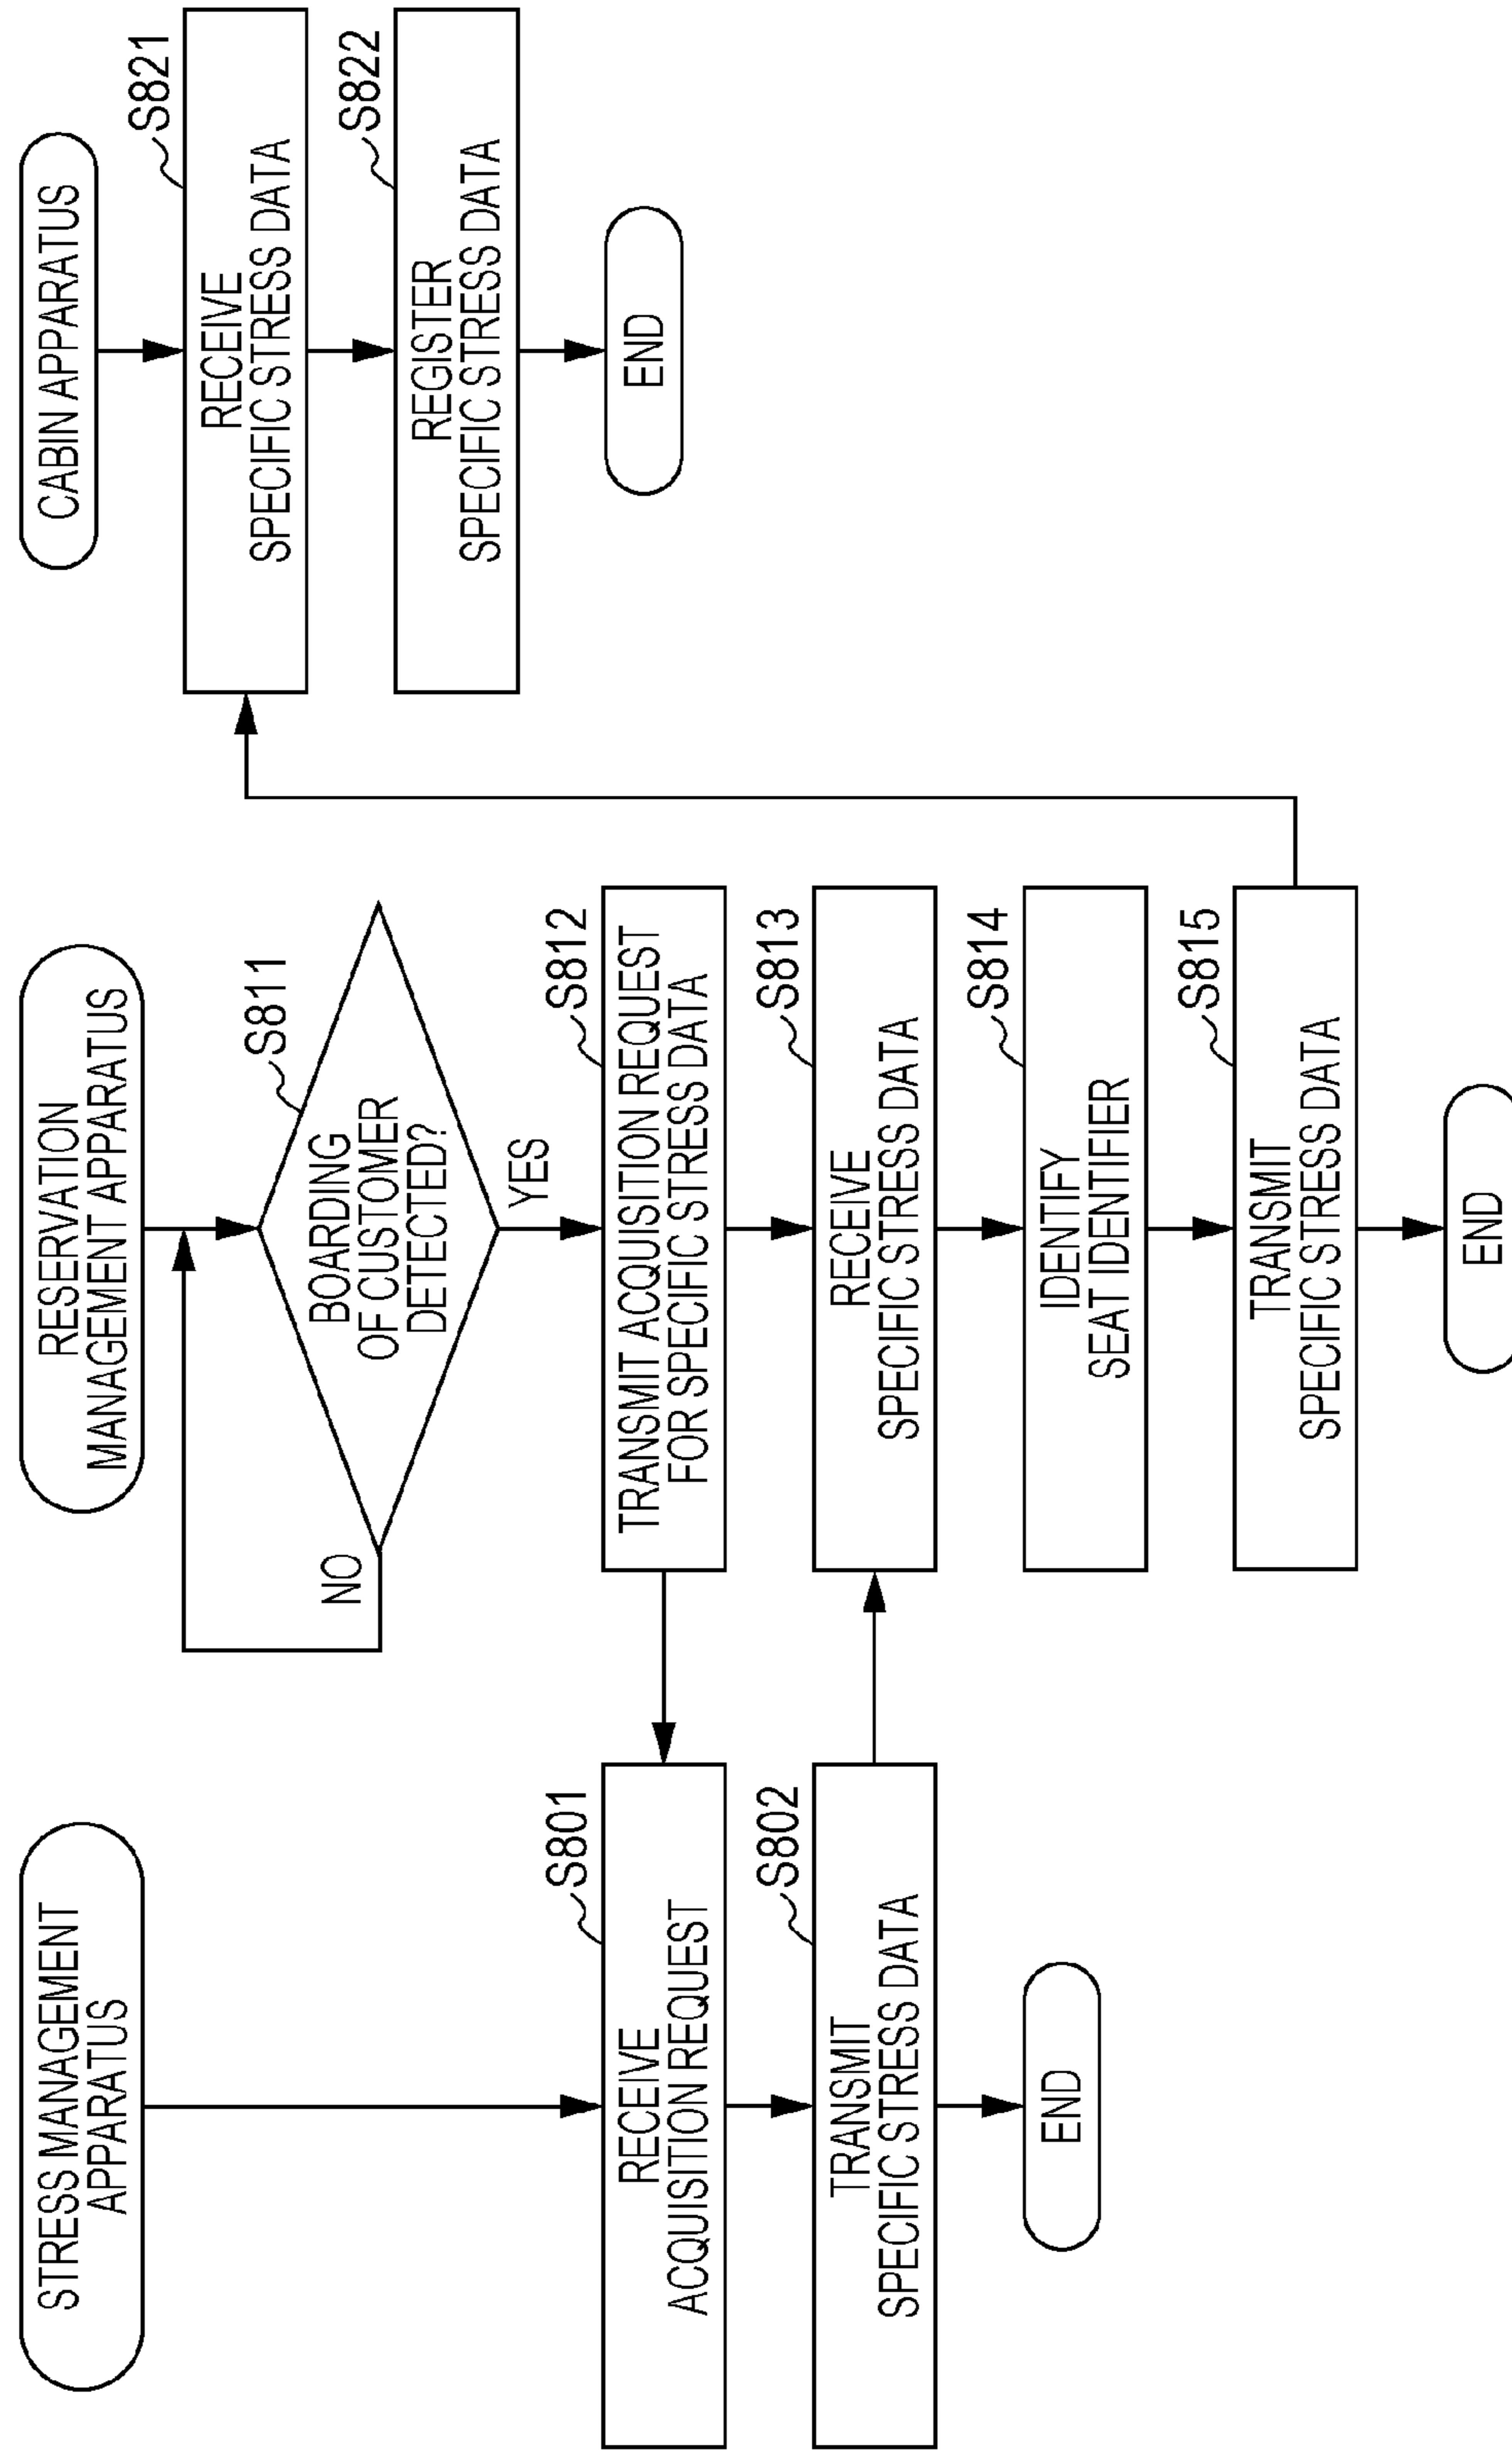 STRESS MANAGEMENT
APPARATUS
S801
RECEIVE
ACQUISITION REQUEST
S802
TRANSMIT
SPECIFIC STRESS DATA
END
RESERVATION
MANAGEMENT APPARATUS
S811
BOARDING
OF CUSTOMER
DETECTED?
NO
YES
S812
TRANSMIT ACQUISITION REQUEST
FOR SPECIFIC STRESS DATA
S813
RECEIVE
SPECIFIC STRESS DATA
S814
IDENTIFY
SEAT IDENTIFIER
S815
TRANSMIT
SPECIFIC STRESS DATA
END
CABIN APPARATUS
S821
RECEIVE
SPECIFIC STRESS DATA
S822
REGISTER
SPECIFIC STRESS DATA
END